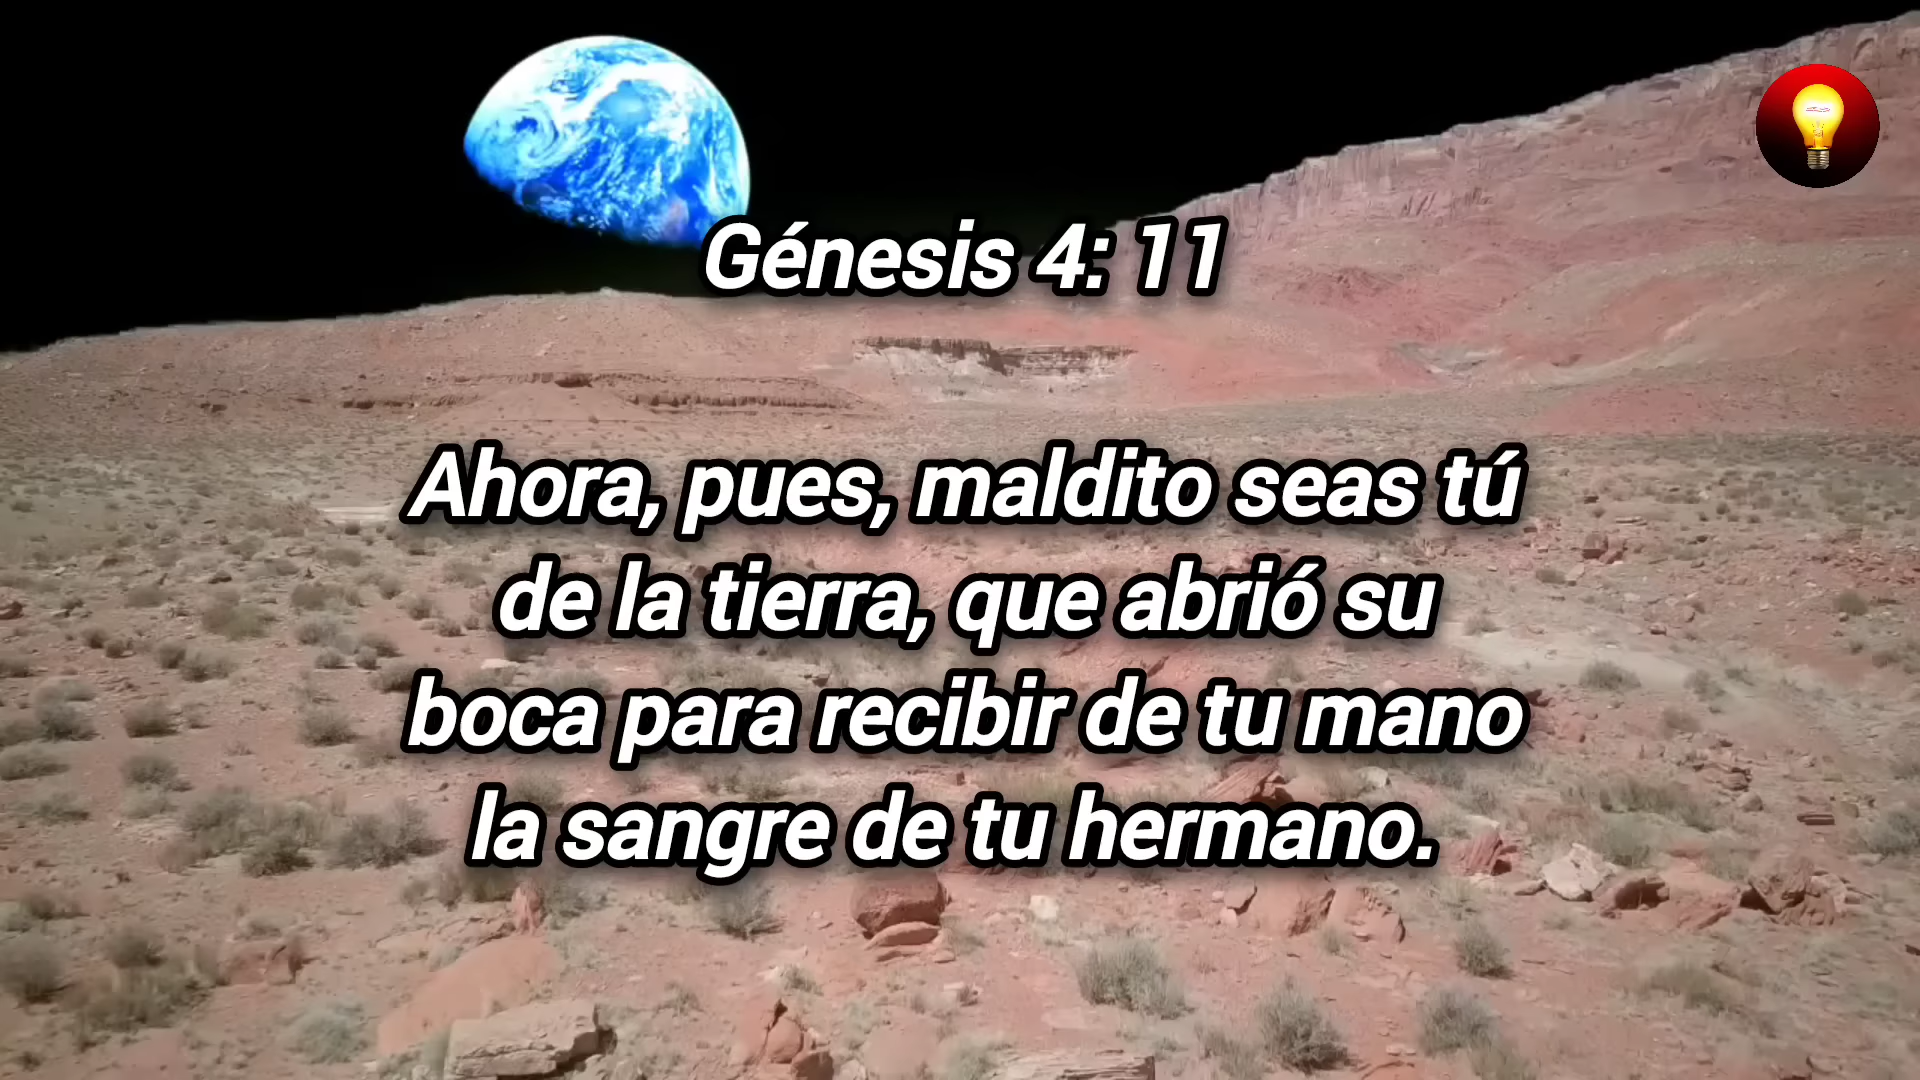 Génesis 4: 11
Ahora, pues, maldito seas tú
de la tierra, que abrió su
boca para recibir de tu mano
la sangre de tu hermano.